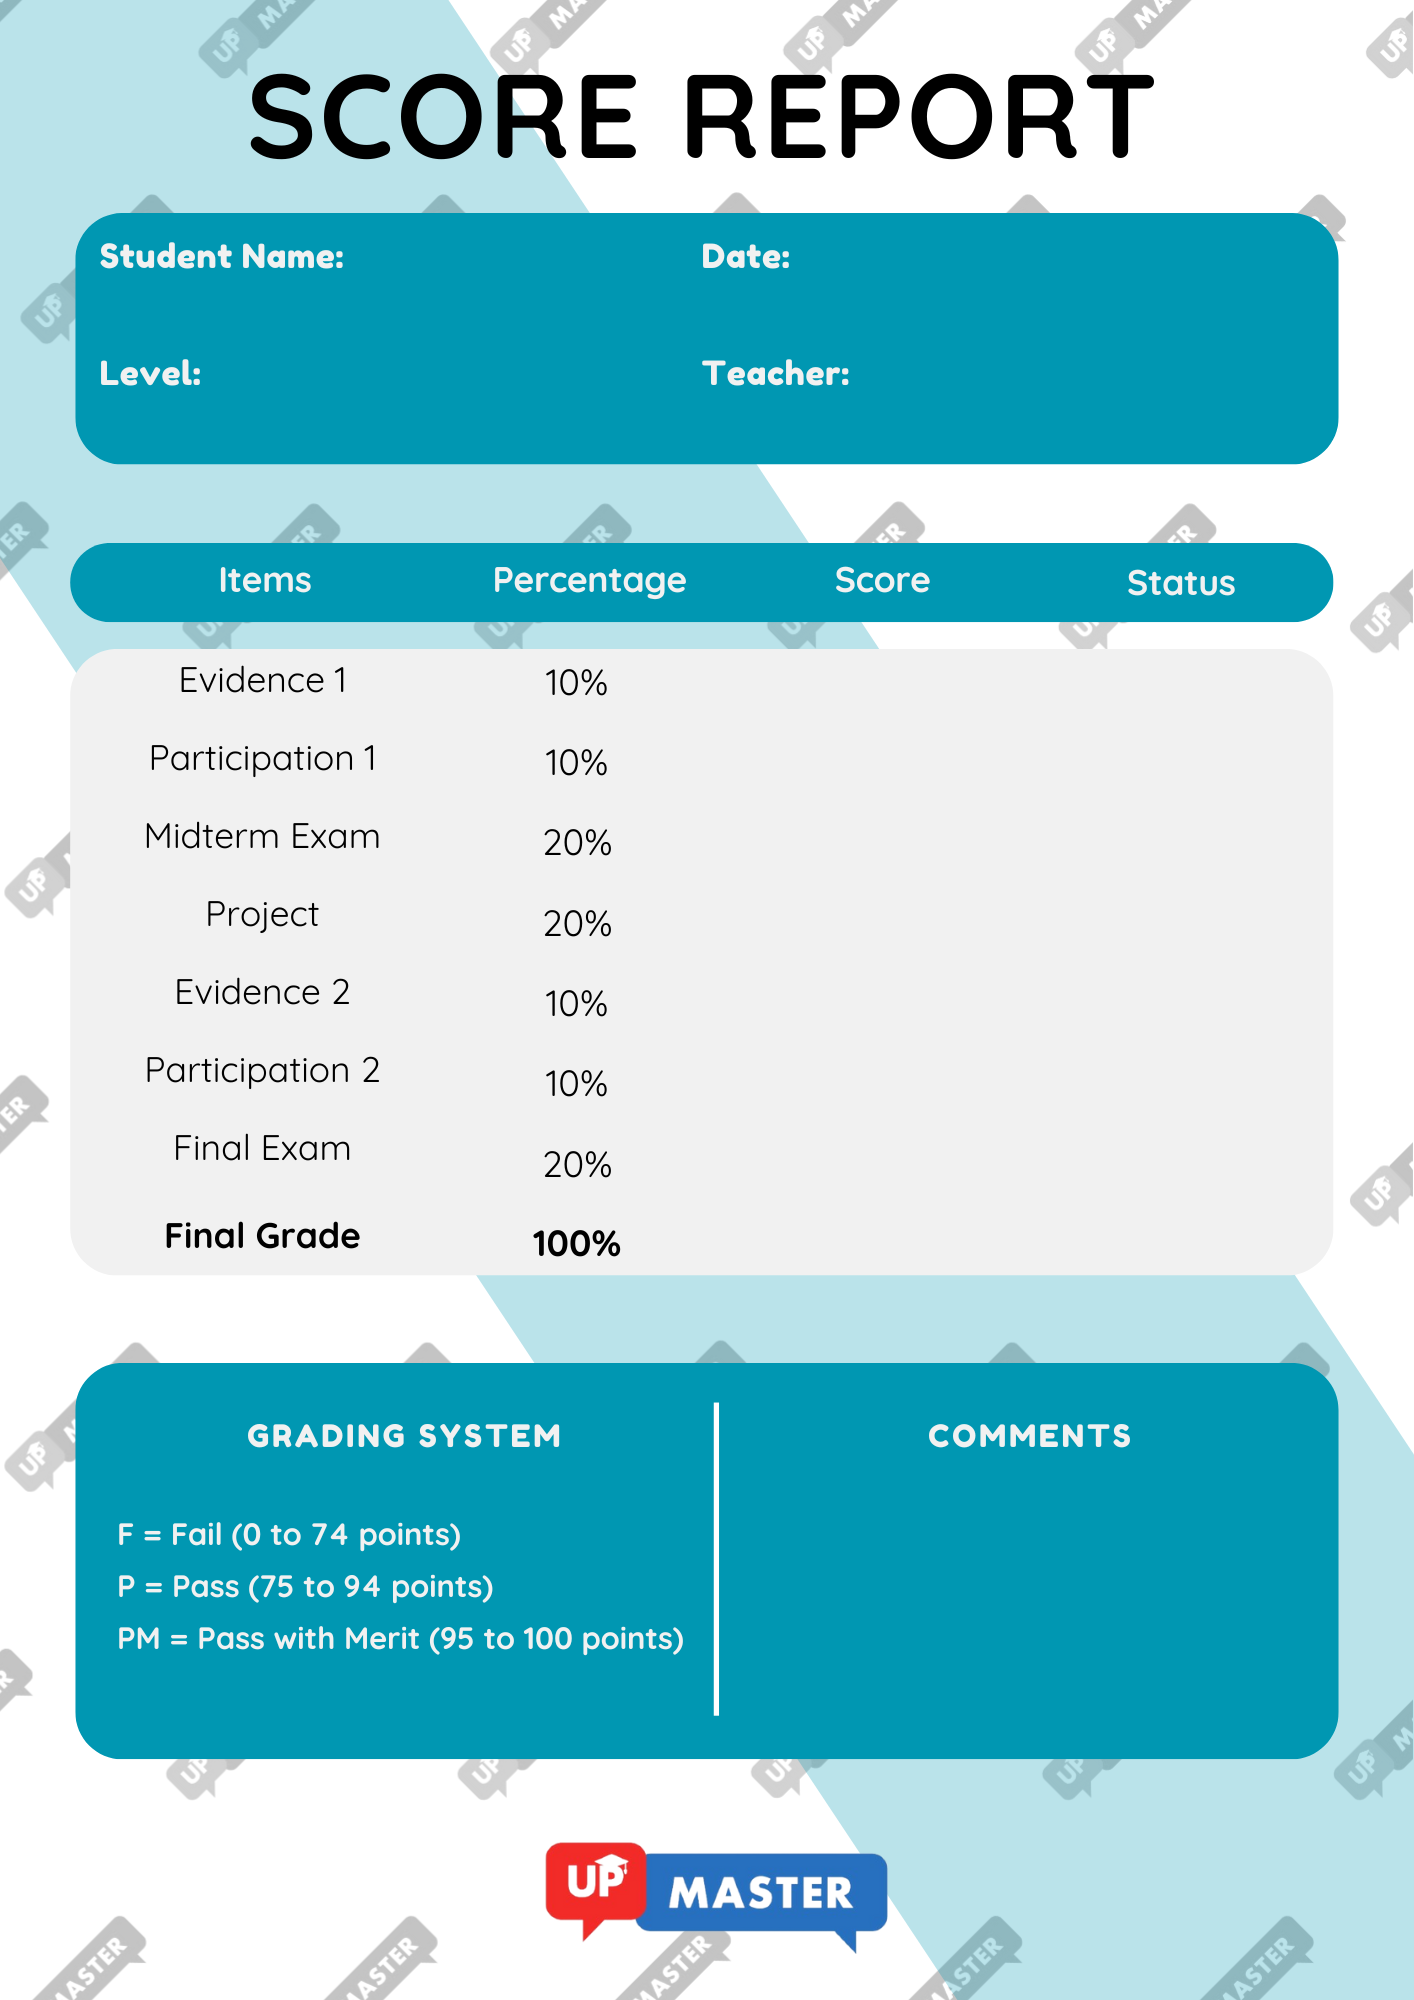 SCORE REPORT
Student Name:
Date:
Level:
Teacher:
Items Percentage Score Status
Evidence 1 10%
Participation 1 10%
Midterm Exam 20%
Project 20%
Evidence 2 10%
Participation 2 10%
Final Exam 20%
Final Grade 100%
GRADING SYSTEM
F = Fail (0 to 74 points)
P = Pass (75 to 94 points)
PM = Pass with Merit (95 to 100 points)
COMMENTS
UP MASTER